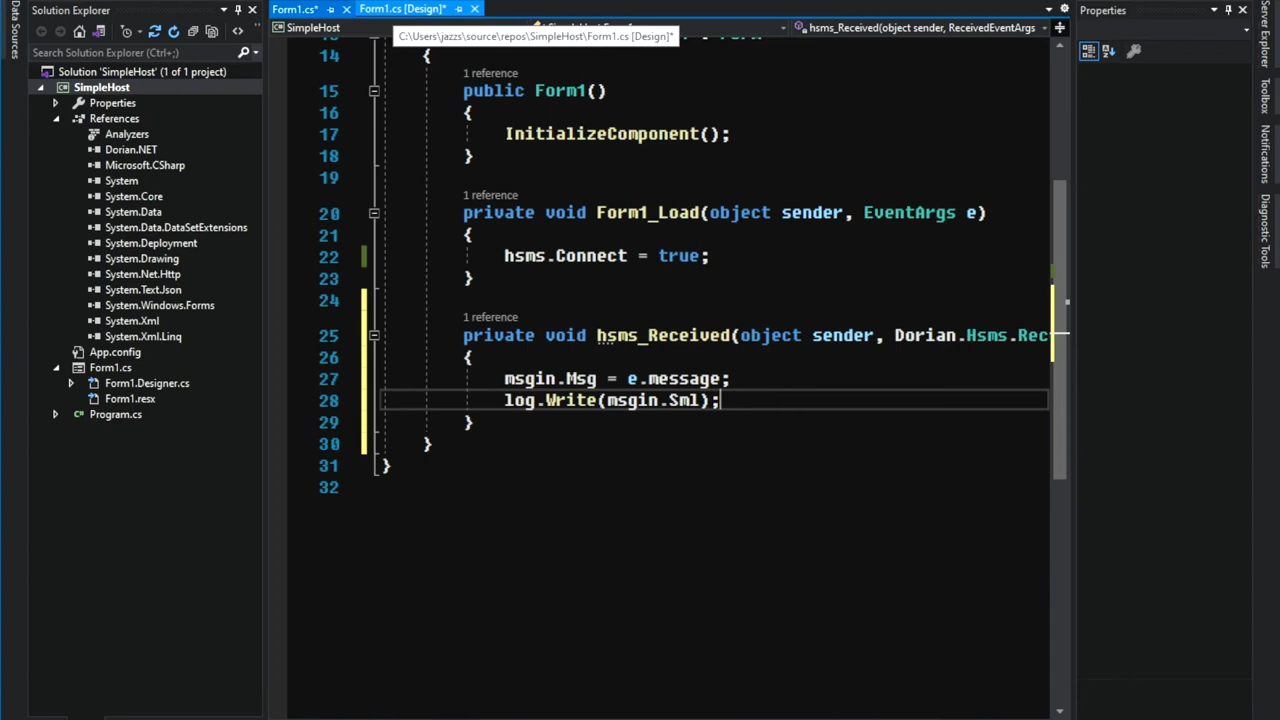 Data Sources
Solution Explorer
Search Solution Explorer (Ctrl+;)
Solution 'SimpleHost' (1 of 1 project)
SimpleHost
Properties
References
Analyzers
Dorian.NET
Microsoft.CSharp
System
System.Core
System.Data
System.Data.DataSetExtensions
System.Deployment
System.Drawing
System.Net.Http
System.Text.Json
System.Windows.Forms
System.Xml
System.Xml.Linq
App.config
Form1.cs
Form1.Designer.cs
Form1.resx
Program.cs
Form1.cs*
Form1.cs [Design]*
SimpleHost
hsms_Received(object sender, ReceivedEventArgs
C:\Users\jazzs\source\repos\SimpleHost\Form1.cs [Design]*
14 {
1 reference
15 public Form1()
16 {
17 InitializeComponent();
18 }
19
1 reference
20 private void Form1_Load(object sender, EventArgs e)
21 {
22 hsms.Connect = true;
23 }
24
1 reference
25 private void hsms_Received(object sender, Dorian.Hsms.Rec
26 {
27 msgin.Msg = e.message;
28 log.Write(msgin.Sml);
29 }
30 }
31 }
32
Properties
Server Explorer
Toolbox
Notifications
Diagnostic Tools